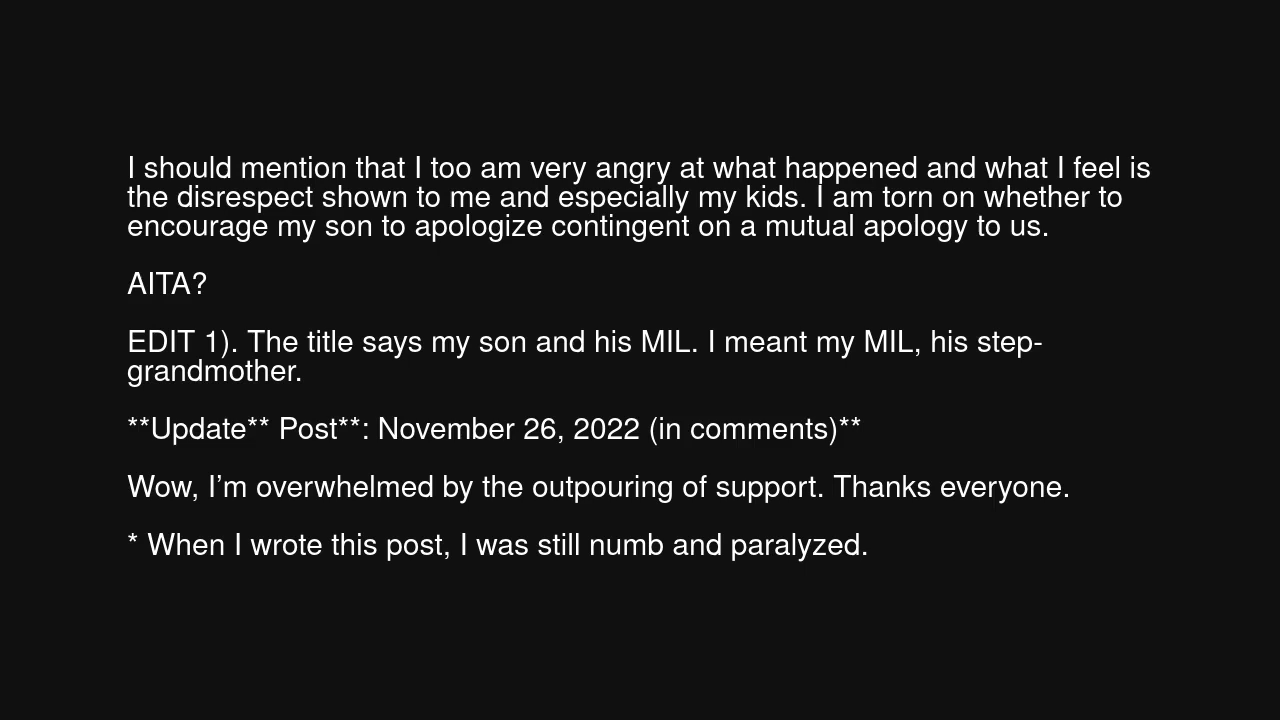 I should mention that I too am very angry at what happened and what I feel is
the disrespect shown to me and especially my kids. I am torn on whether to
encourage my son to apologize contingent on a mutual apology to us.
AITA?
EDIT 1). The title says my son and his MIL. I meant my MIL, his step-
grandmother.
**Update** Post**: November 26, 2022 (in comments)**
Wow, I’m overwhelmed by the outpouring of support. Thanks everyone.
* When I wrote this post, I was still numb and paralyzed.